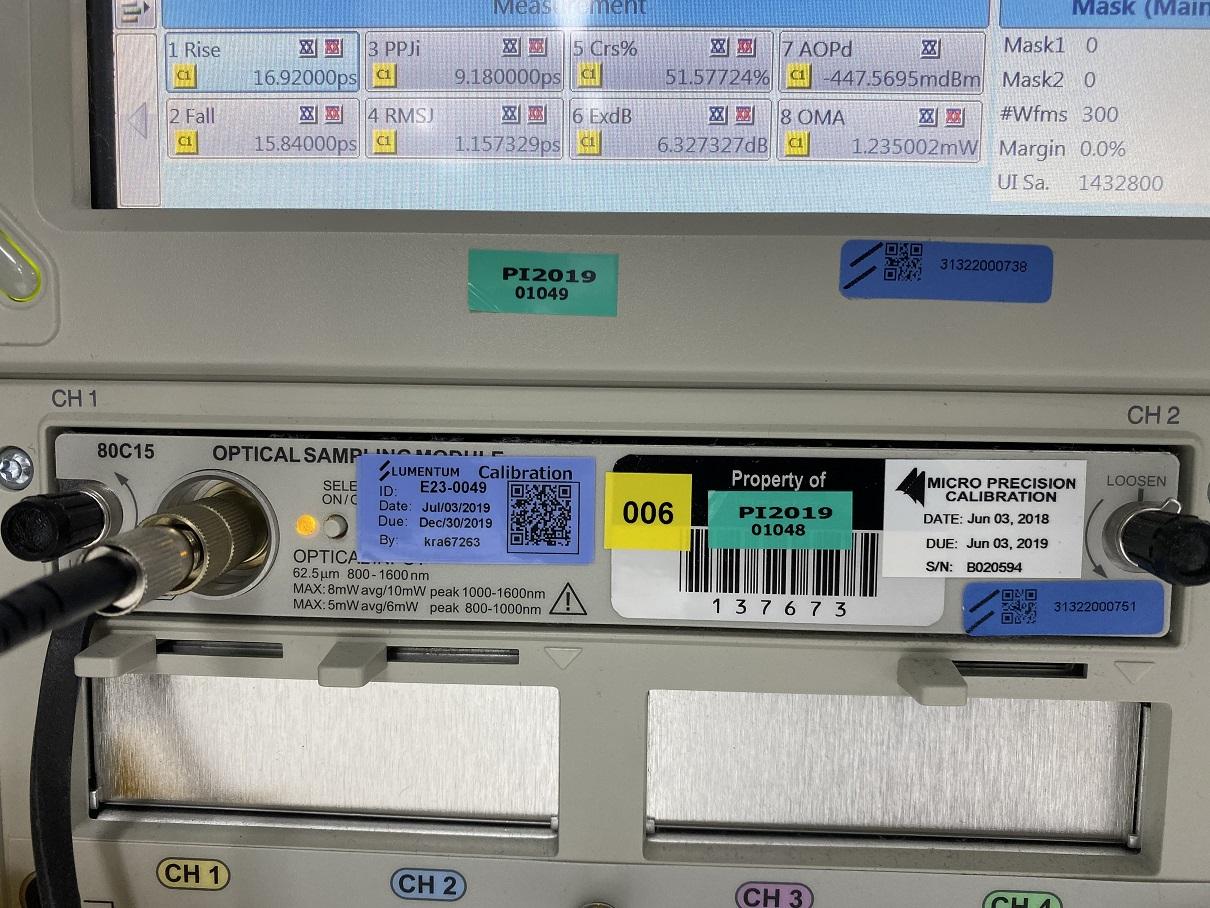 Measurement
Mask (Main
1 Rise
C1
16.92000ps
3 PPJi
C1
9.180000ps
5 Crs%
C1
51.57724%
7 AOPd
C1
-447.5695mdBm
Mask1 0
Mask2 0
2 Fall
C1
15.84000ps
4 RMSJ
C1
1.157329ps
6 ExdB
C1
6.327327dB
8 OMA
C1
1.235002mW
#Wfms 300
Margin 0.0%
UI Sa. 1432800
PI2019
01049
31322000738
CH 1
CH 2
80C15
OPTICAL SAMPLING MODULE
LUMENTUM Calibration
ID: E23-0049
Date: Jul/03/2019
Due: Dec/30/2019
By: kra67263
62.5µm 800-1600nm
MAX: 8mW avg/10mW peak 1000-1600nm
MAX: 5mW avg/6mW peak 800-1000nm
006
Property of
PI2019
01048
137673
MICRO PRECISION
CALIBRATION
DATE: Jun 03, 2018
DUE: Jun 03, 2019
S/N: B020594
LOOSEN
31322000751
CH 1
CH 2
CH 3
CH 4